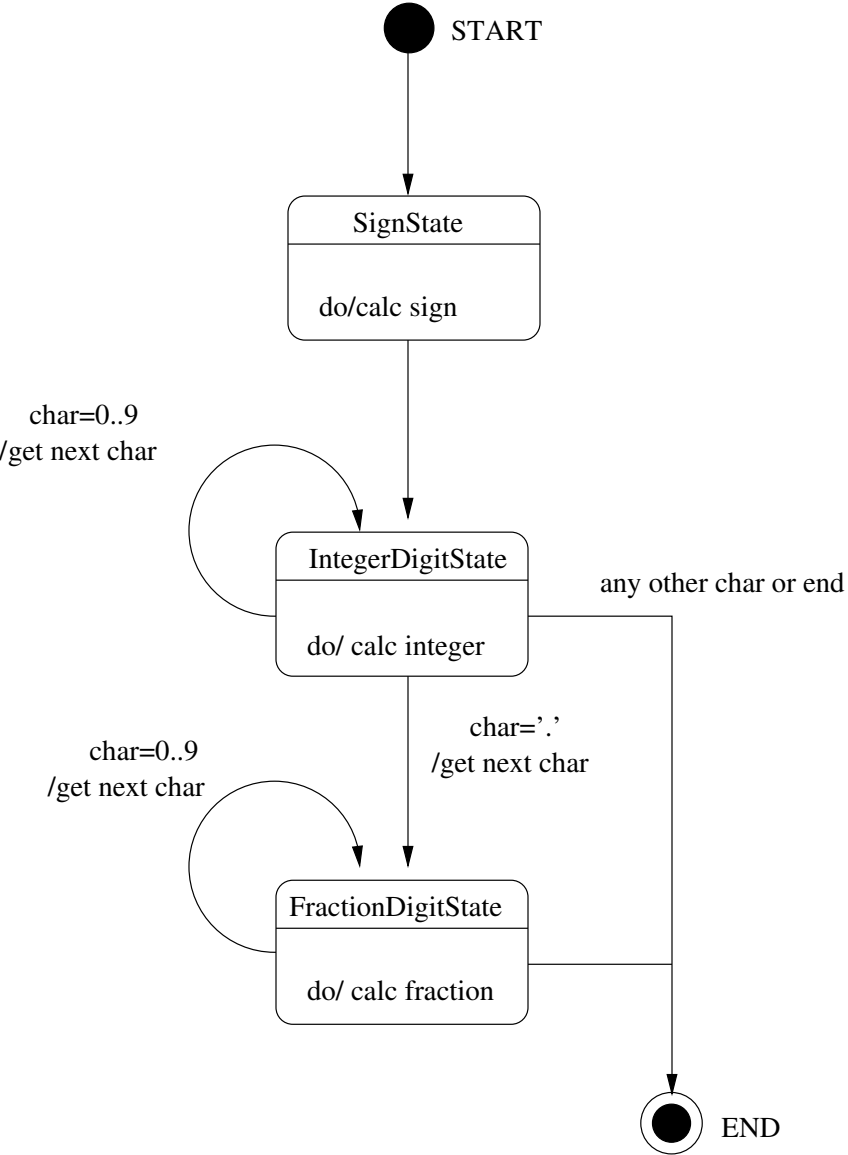 START
SignState
do/calc sign
char=0..9
/get next char
IntegerDigitState
any other char or end
do/ calc integer
char='.'
/get next char
char=0..9
/get next char
FractionDigitState
do/ calc fraction
END